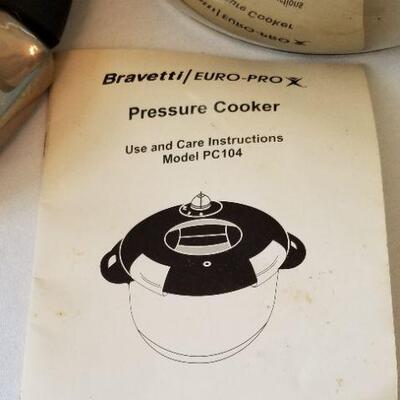 Bravetti/EURO-PRO X
Pressure Cooker
Use and Care Instructions
Model PC104